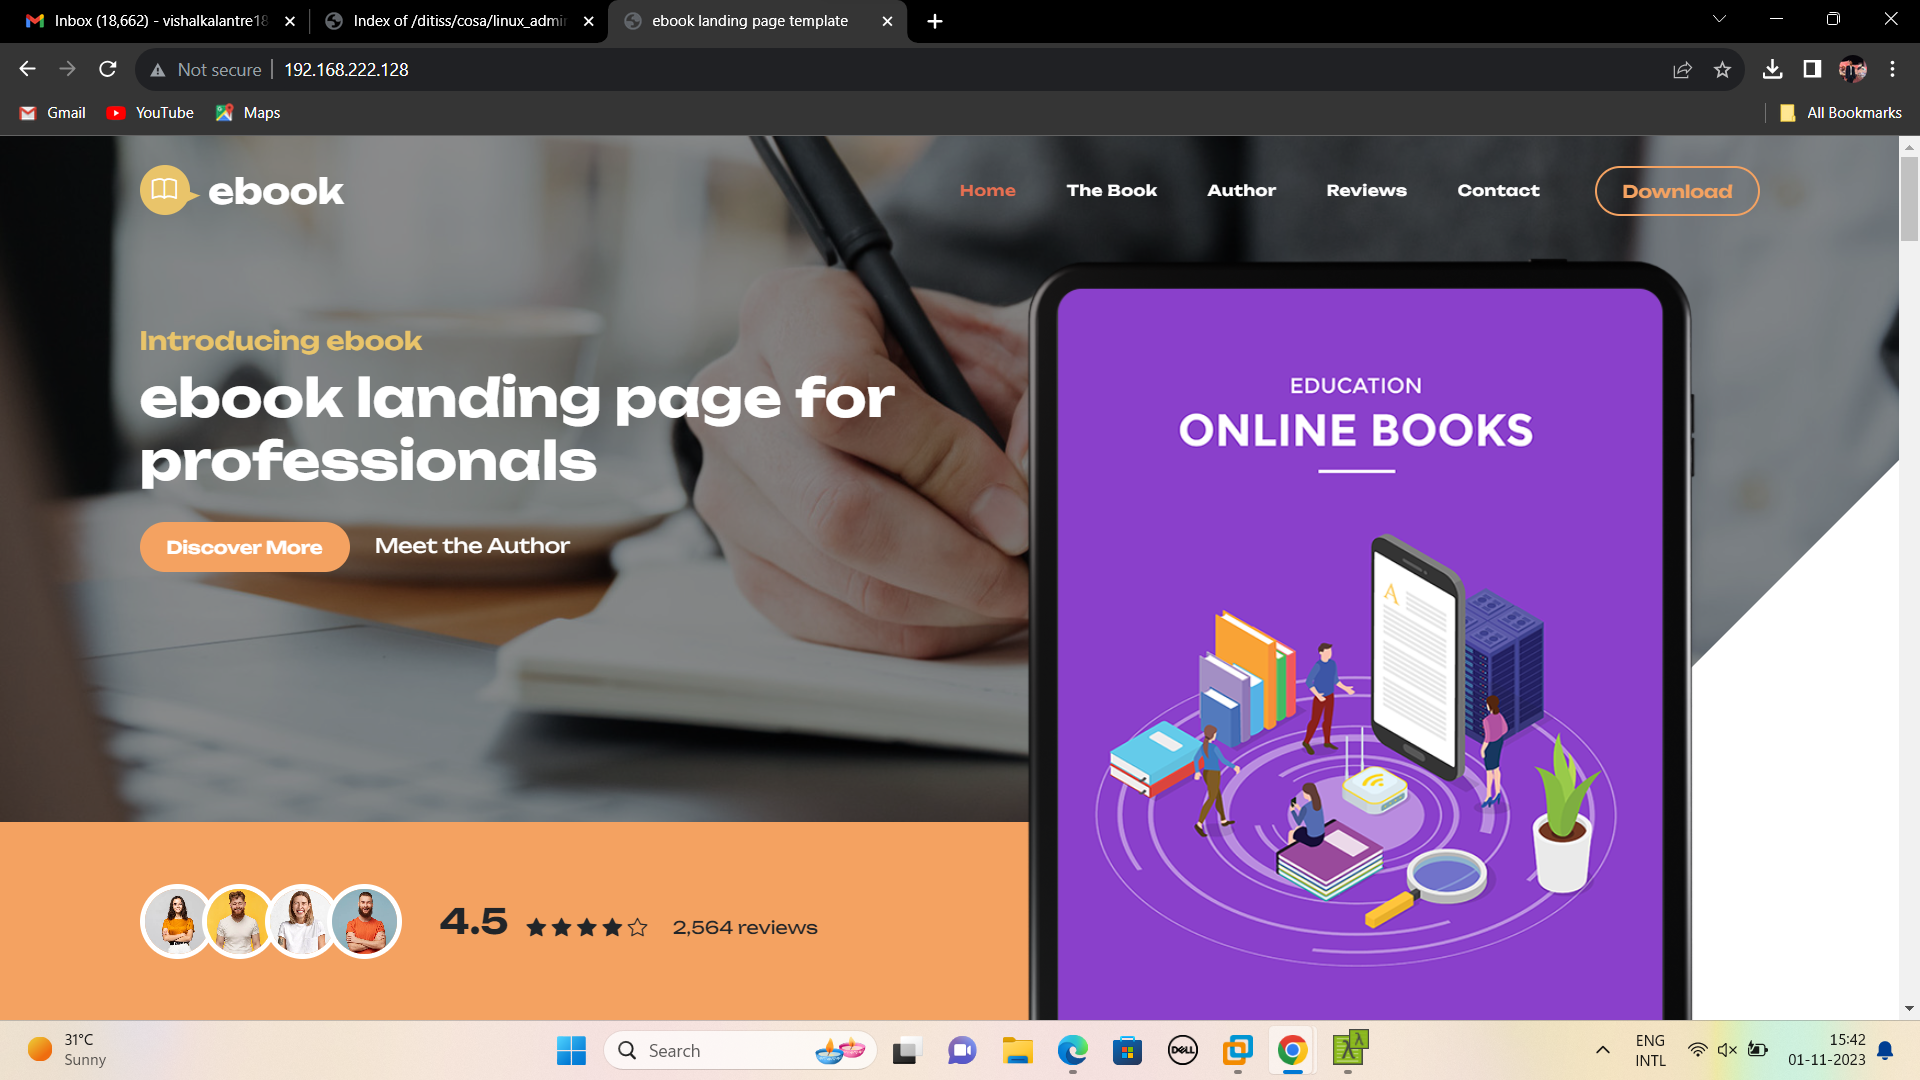 Inbox (18,662) - vishalkalantre18
Index of /ditiss/cosa/linux_admi
ebook landing page template
Not secure
192.168.222.128
Gmail
YouTube
Maps
All Bookmarks
ebook
Home
The Book
Author
Reviews
Contact
Download
Introducing ebook
ebook landing page for
professionals
Discover More
Meet the Author
EDUCATION
ONLINE BOOKS
A
4.5
2,564 reviews
31°C
Sunny
Search
DELL
ENG
INTL
15:42
01-11-2023